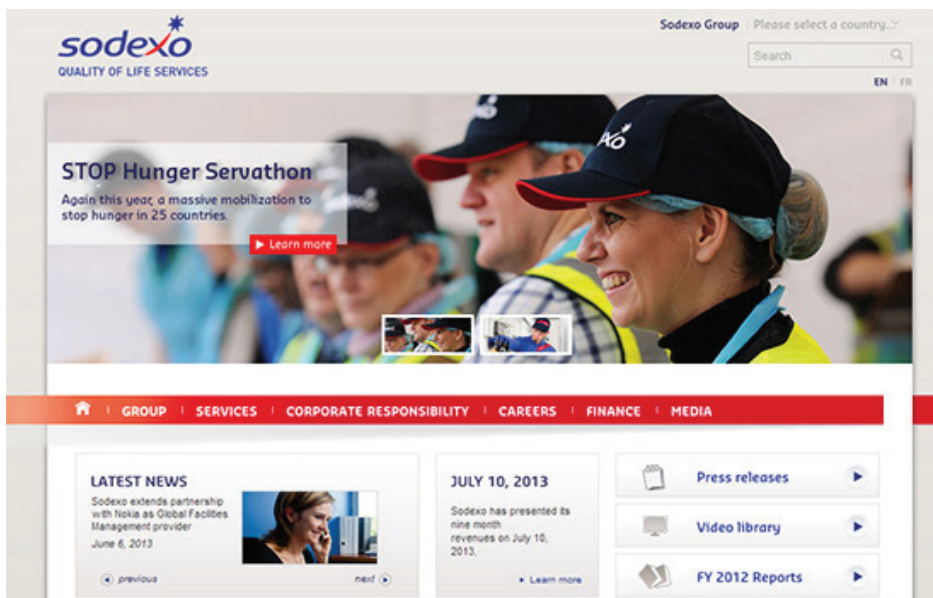 sodexo
QUALITY OF LIFE SERVICES
Sodexo Group Please select a country...
Search
EN FR
STOP Hunger Servathon
Again this year, a massive mobilization to
stop hunger in 25 countries.
Learn more
GROUP SERVICES CORPORATE RESPONSIBILITY CAREERS FINANCE MEDIA
LATEST NEWS
Sodexo extends partnership
with Nokia as Global Facilities
Management provider
June 6, 2013
previous next
JULY 10, 2013
Sodexo has presented its
nine month
revenues on July 10,
2013.
Learn more
Press releases
Video library
FY 2012 Reports